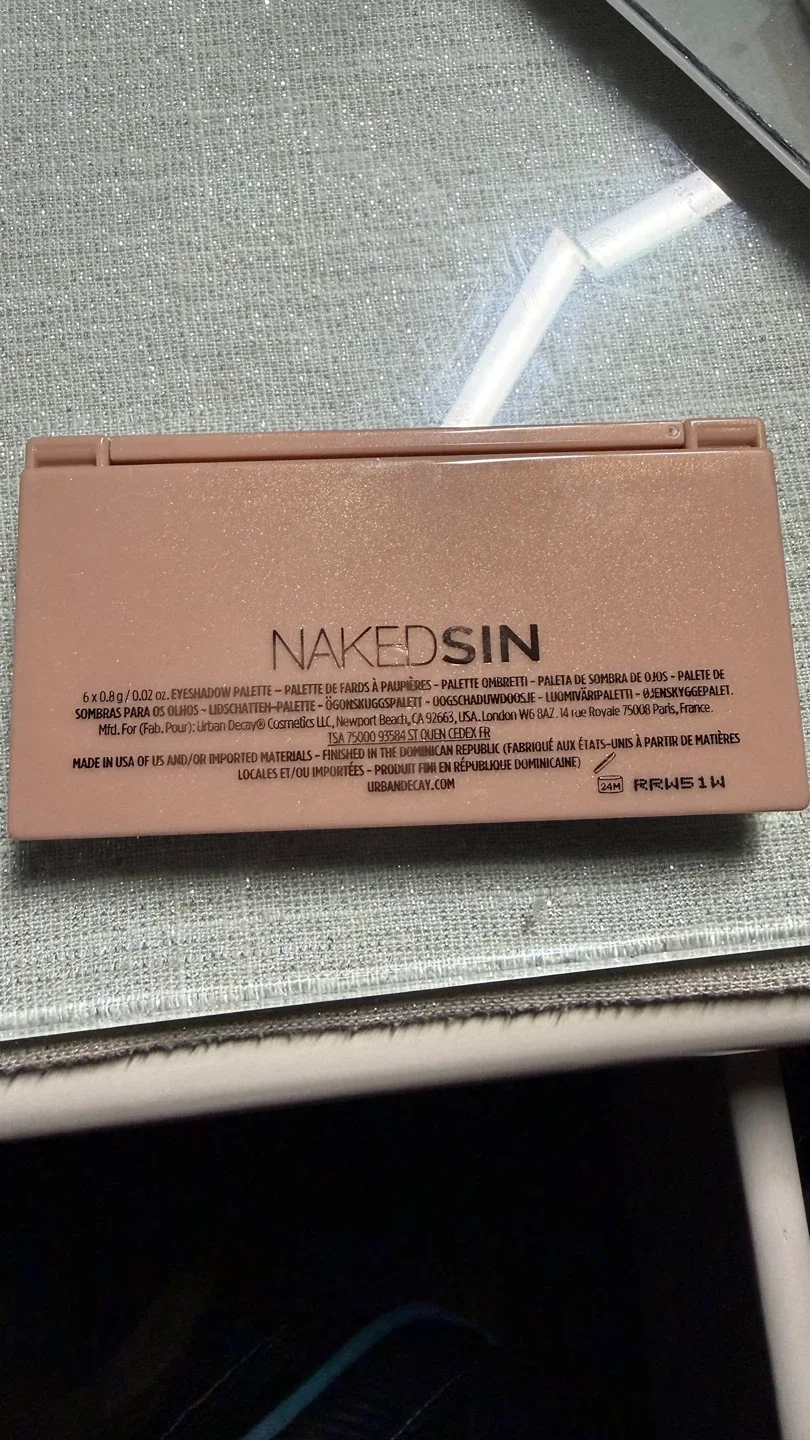 NAKEDSIN
6 x 0.8 g / 0.02 oz. EYESHADOW PALETTE – PALETTE DE FARDS À PAUPIÈRES - PALETTE OMBRETTI - PALETA DE SOMBRA DE OJOS - PALETE DE
SOMBRAS PARA OS OLHOS - LIDSCHATTEN-PALETTE - ÖGONSKUGGSPALETT - OOGSCHADUWDOOSJE - LUOMIVÄRIPALETTI - ØJENSKYGGEPALET.
Mfd. For (Fab. Pour): Urban Decay® Cosmetics LLC, Newport Beach, CA 92663, USA. London W6 8AZ. 14 rue Royale 75008 Paris, France.
TSA 75000 93584 ST QUEN CEDEX FR
MADE IN USA OF US AND/OR IMPORTED MATERIALS - FINISHED IN THE DOMINICAN REPUBLIC (FABRIQUÉ AUX ÉTATS-UNIS À PARTIR DE MATIÈRES
LOCALES ET/OU IMPORTÉES - PRODUIT FINI EN RÉPUBLIQUE DOMINICAINE)
URBANDECAY.COM
24M RRW51W